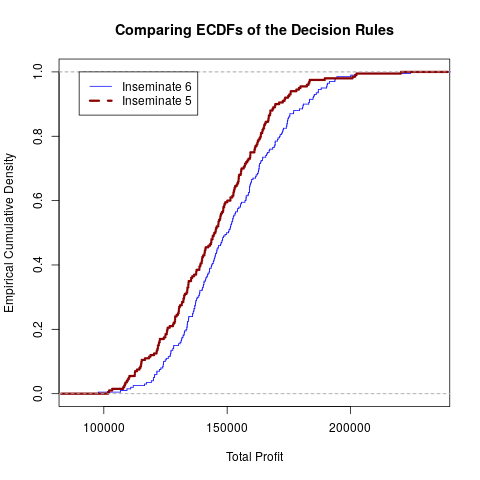 Comparing ECDFs of the Decision Rules
Inseminate 6
Inseminate 5
Empirical Cumulative Density
1.0
0.8
0.6
0.4
0.2
0.0
100000 150000 200000
Total Profit